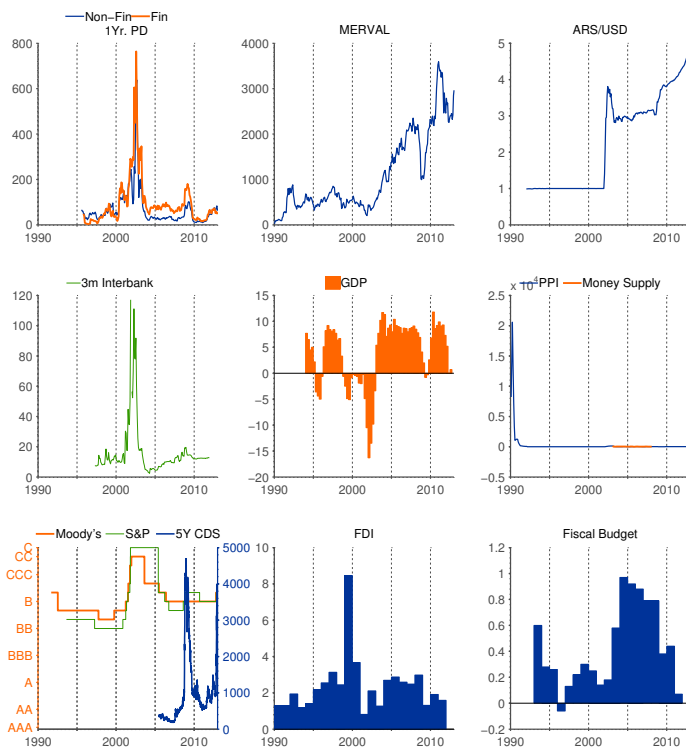 Non-Fin Fin
1Yr. PD
800
600
400
200
0
1990 2000 2010
MERVAL
4000
3000
2000
1000
0
1990 2000 2010
ARS/USD
5
4
3
2
1
0
1990 2000 2010
3m Interbank
120
100
80
60
40
20
0
1990 2000 2010
GDP
15
10
5
0
−5
−10
−15
−20
1990 2000 2010
x 10^4
PPI Money Supply
2.5
2
1.5
1
0.5
0
−0.5
1990 2000 2010
Moody's S&P 5Y CDS
C
CC
CCC
B
BB
BBB
A
AA
AAA
5000
4000
3000
2000
1000
0
1990 2000 2010
FDI
10
8
6
4
2
0
1990 2000 2010
Fiscal Budget
1.2
1
0.8
0.6
0.4
0.2
0
−0.2
1990 2000 2010